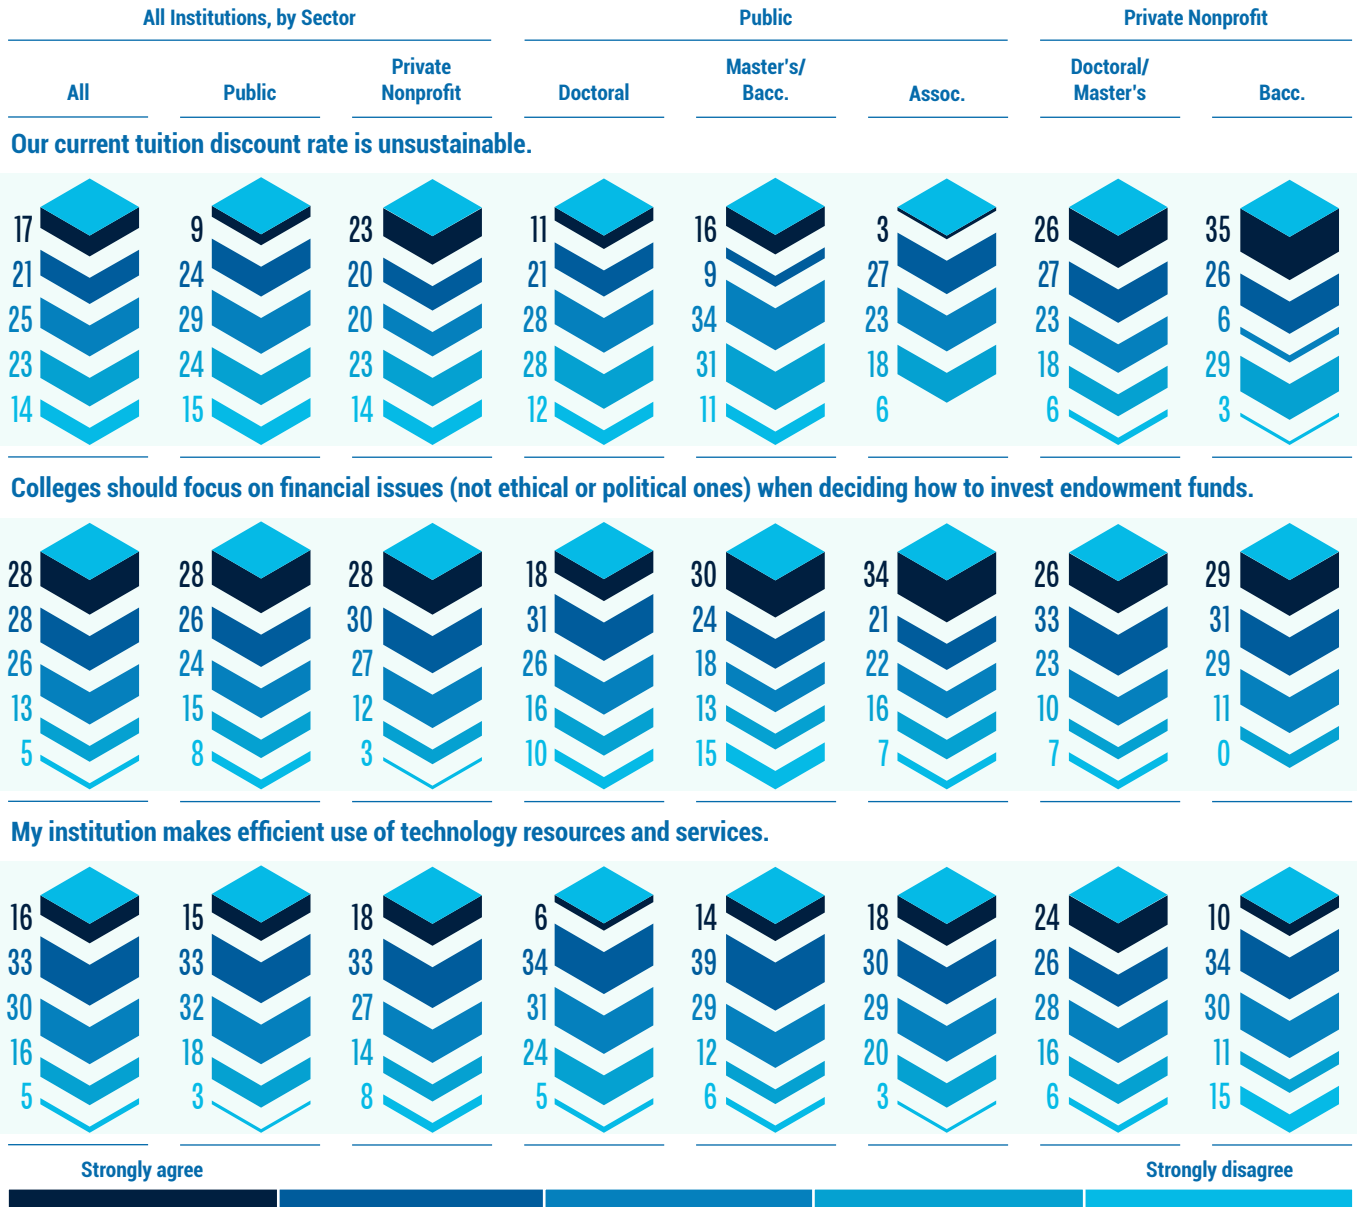 All Institutions, by Sector Public Private Nonprofit
All Public Private Nonprofit Doctoral Master's/ Bacc. Assoc. Doctoral/ Master's Bacc.
Our current tuition discount rate is unsustainable.
17 9 23 11 16 3 26 35
21 24 20 21 9 27 27 26
25 29 20 28 34 23 23 6
23 24 23 28 31 18 18 29
14 15 14 12 11 6 6 3
Colleges should focus on financial issues (not ethical or political ones) when deciding how to invest endowment funds.
28 28 28 18 30 34 26 29
28 26 30 31 24 21 33 31
26 24 27 26 18 22 23 29
13 15 12 16 13 16 10 11
5 8 3 10 15 7 7 0
My institution makes efficient use of technology resources and services.
16 15 18 6 14 18 24 10
33 33 33 34 39 30 26 34
30 32 27 31 29 29 28 30
16 18 14 24 12 20 16 11
5 3 8 5 6 3 6 15
Strongly agree Strongly disagree